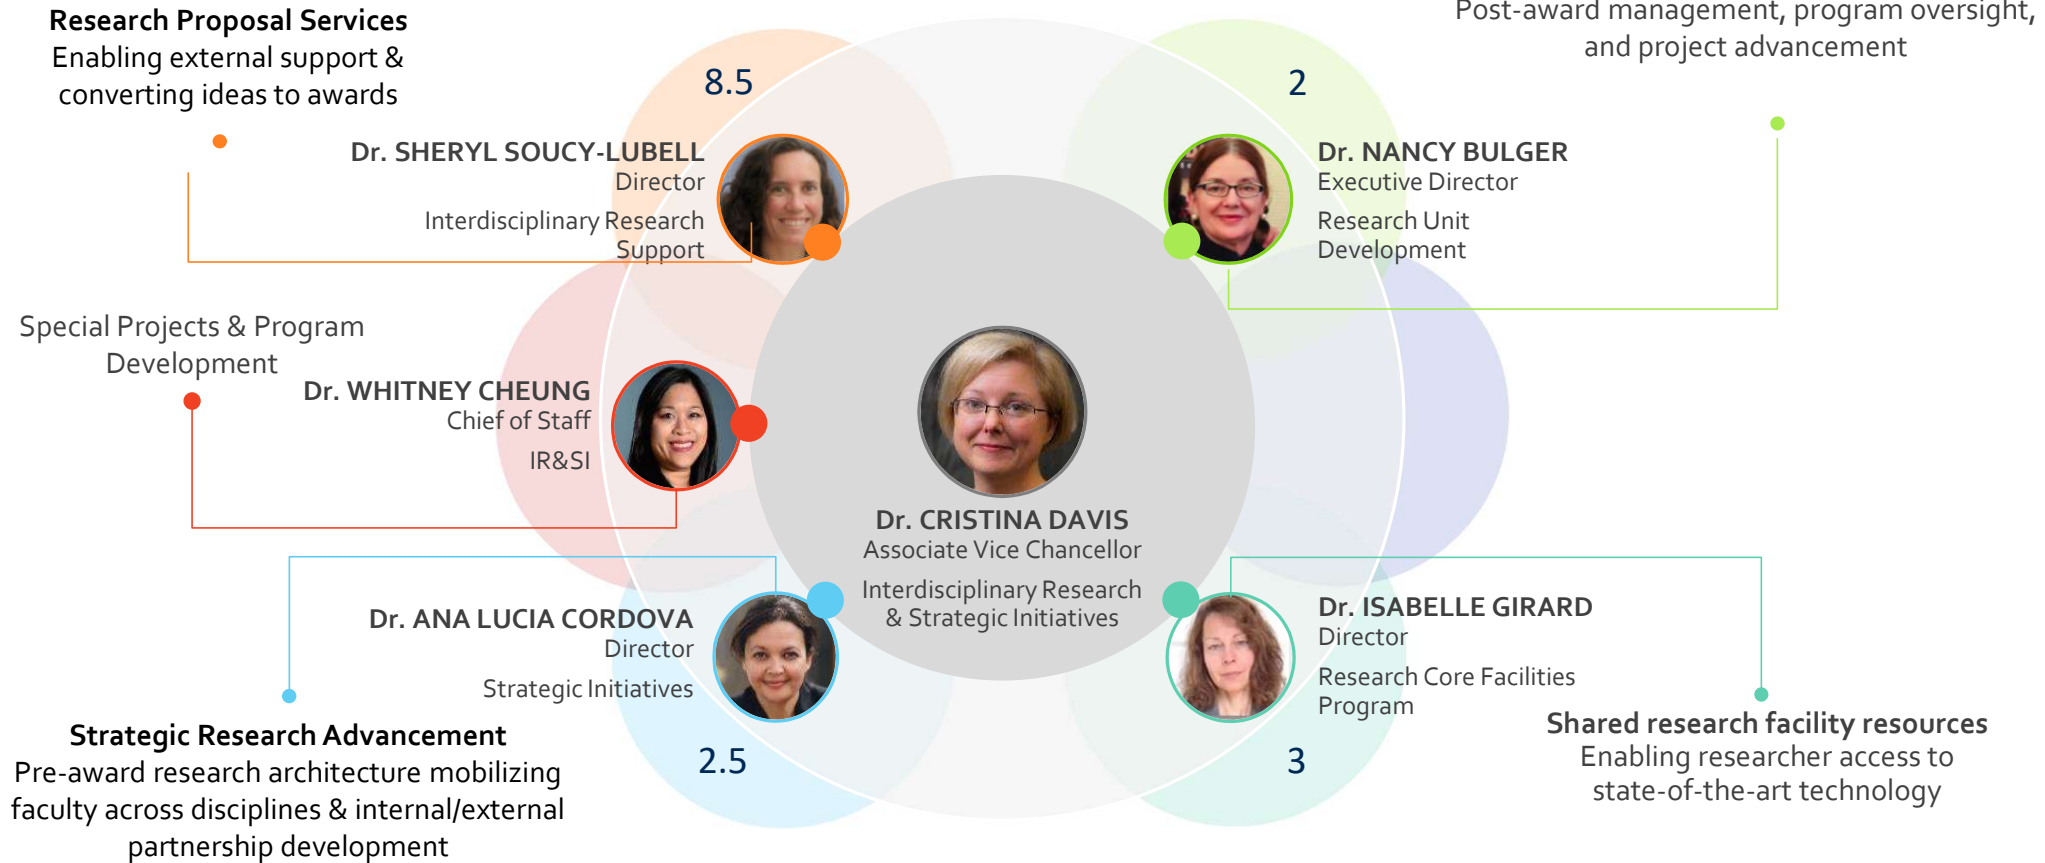 Research Proposal Services
Enabling external support &
converting ideas to awards
Post-award management, program oversight,
and project advancement
8.5
2
Dr. SHERYL SOUCY-LUBELL
Director
Interdisciplinary Research
Support
Dr. NANCY BULGER
Executive Director
Research Unit
Development
Special Projects & Program
Development
Dr. WHITNEY CHEUNG
Chief of Staff
IR&SI
Dr. CRISTINA DAVIS
Associate Vice Chancellor
Interdisciplinary Research
& Strategic Initiatives
Dr. ANA LUCIA CORDOVA
Director
Strategic Initiatives
Dr. ISABELLE GIRARD
Director
Research Core Facilities
Program
Strategic Research Advancement
Pre-award research architecture mobilizing
faculty across disciplines & internal/external
partnership development
2.5
3
Shared research facility resources
Enabling researcher access to
state-of-the-art technology